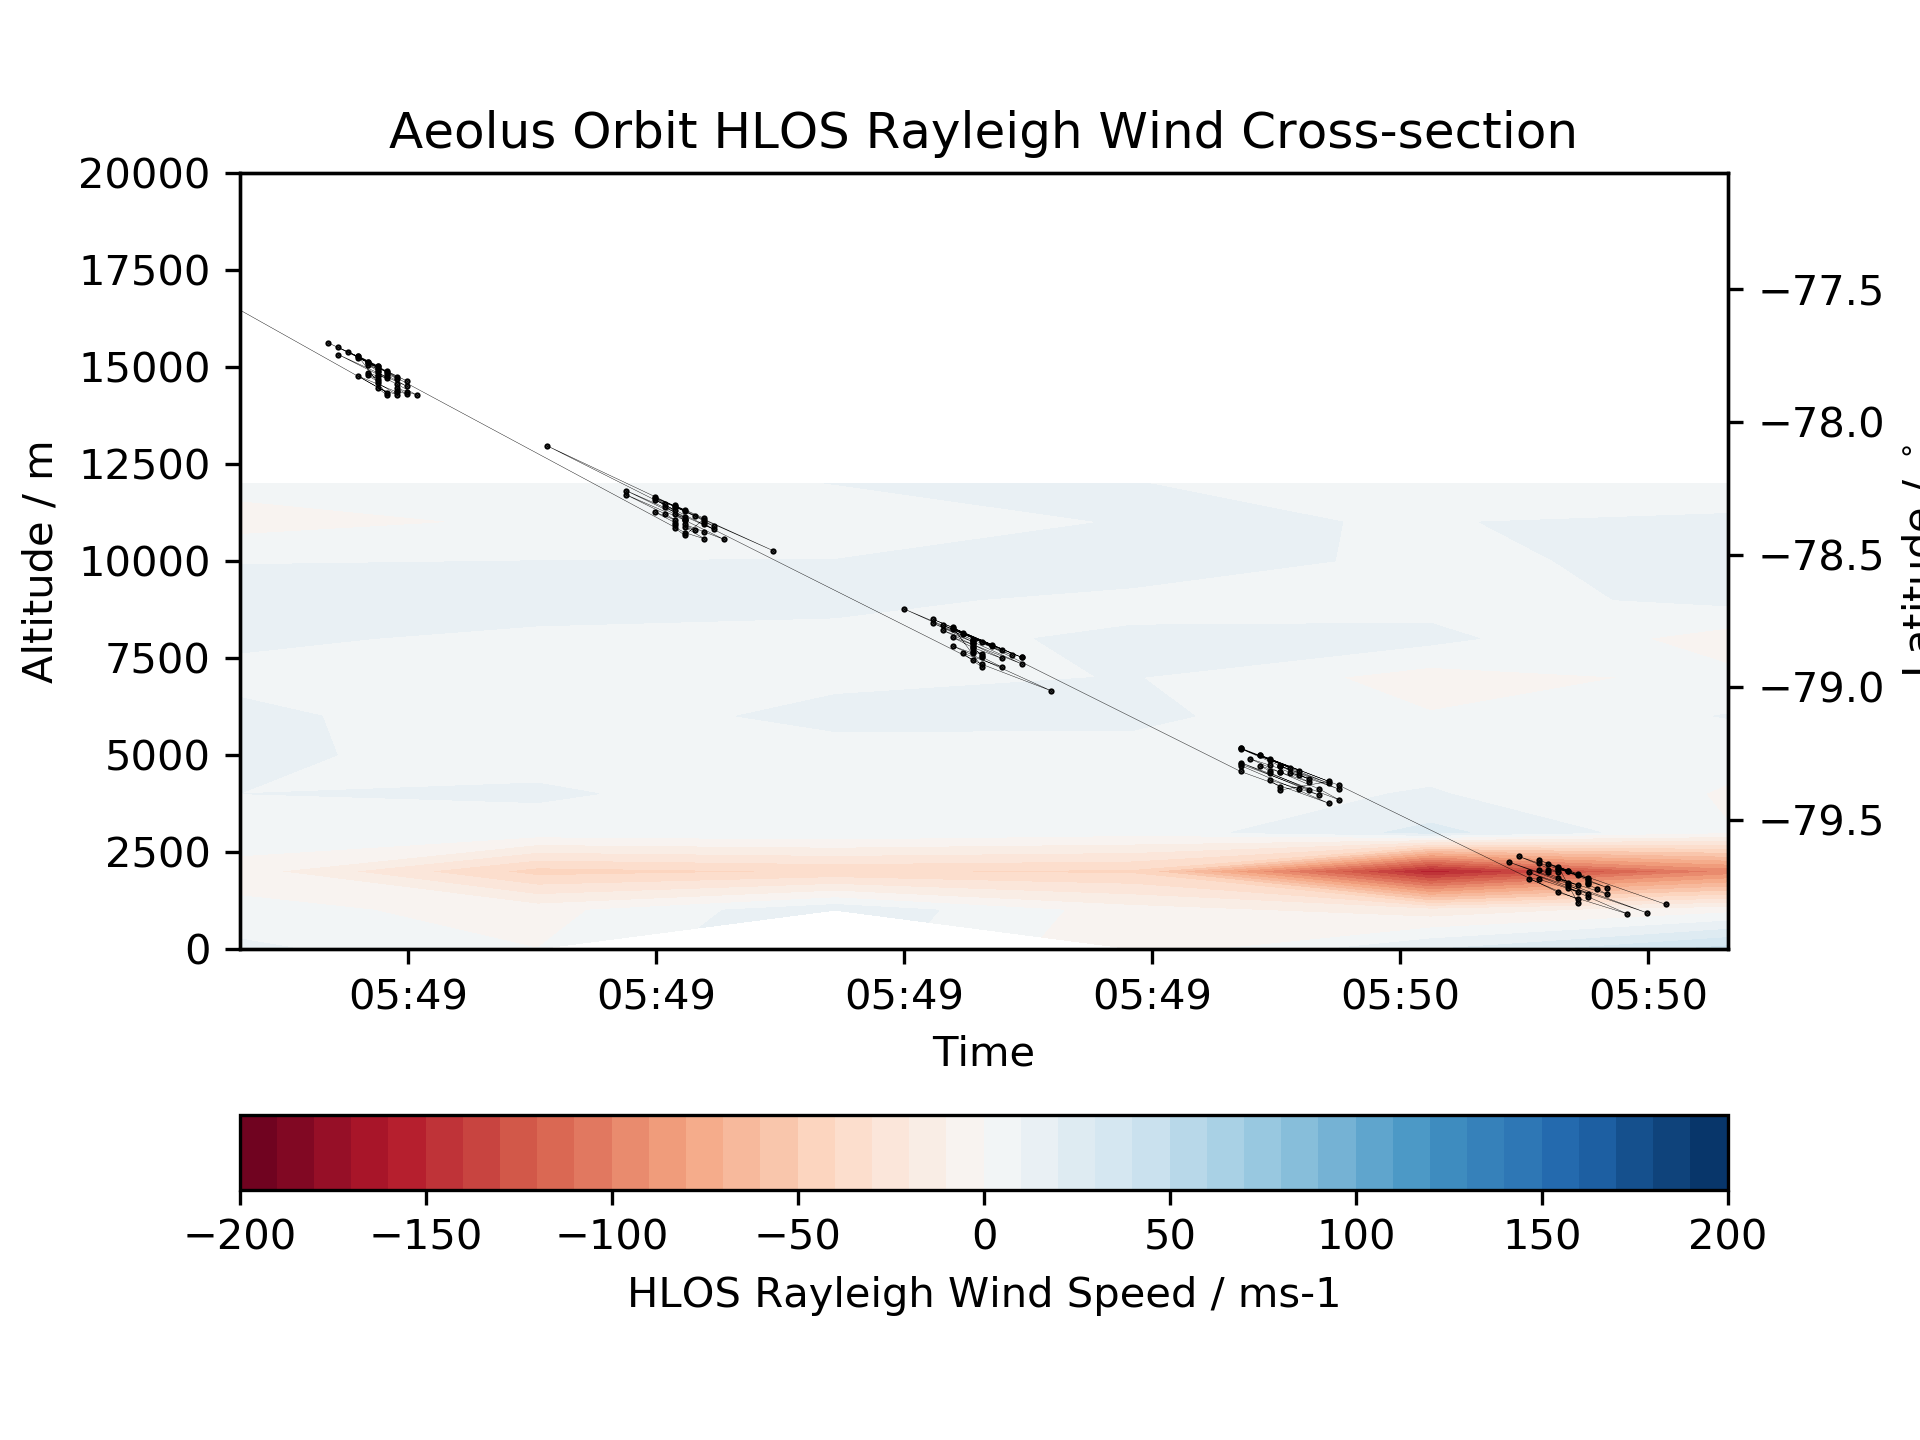 Aeolus Orbit HLOS Rayleigh Wind Cross-section
20000
17500
15000
12500
10000
7500
5000
2500
0
Altitude / m
−77.5
−78.0
−78.5
−79.0
−79.5
Latitude / °
05:49 05:49 05:49 05:49 05:50 05:50
Time
−200 −150 −100 −50 0 50 100 150 200
HLOS Rayleigh Wind Speed / ms-1